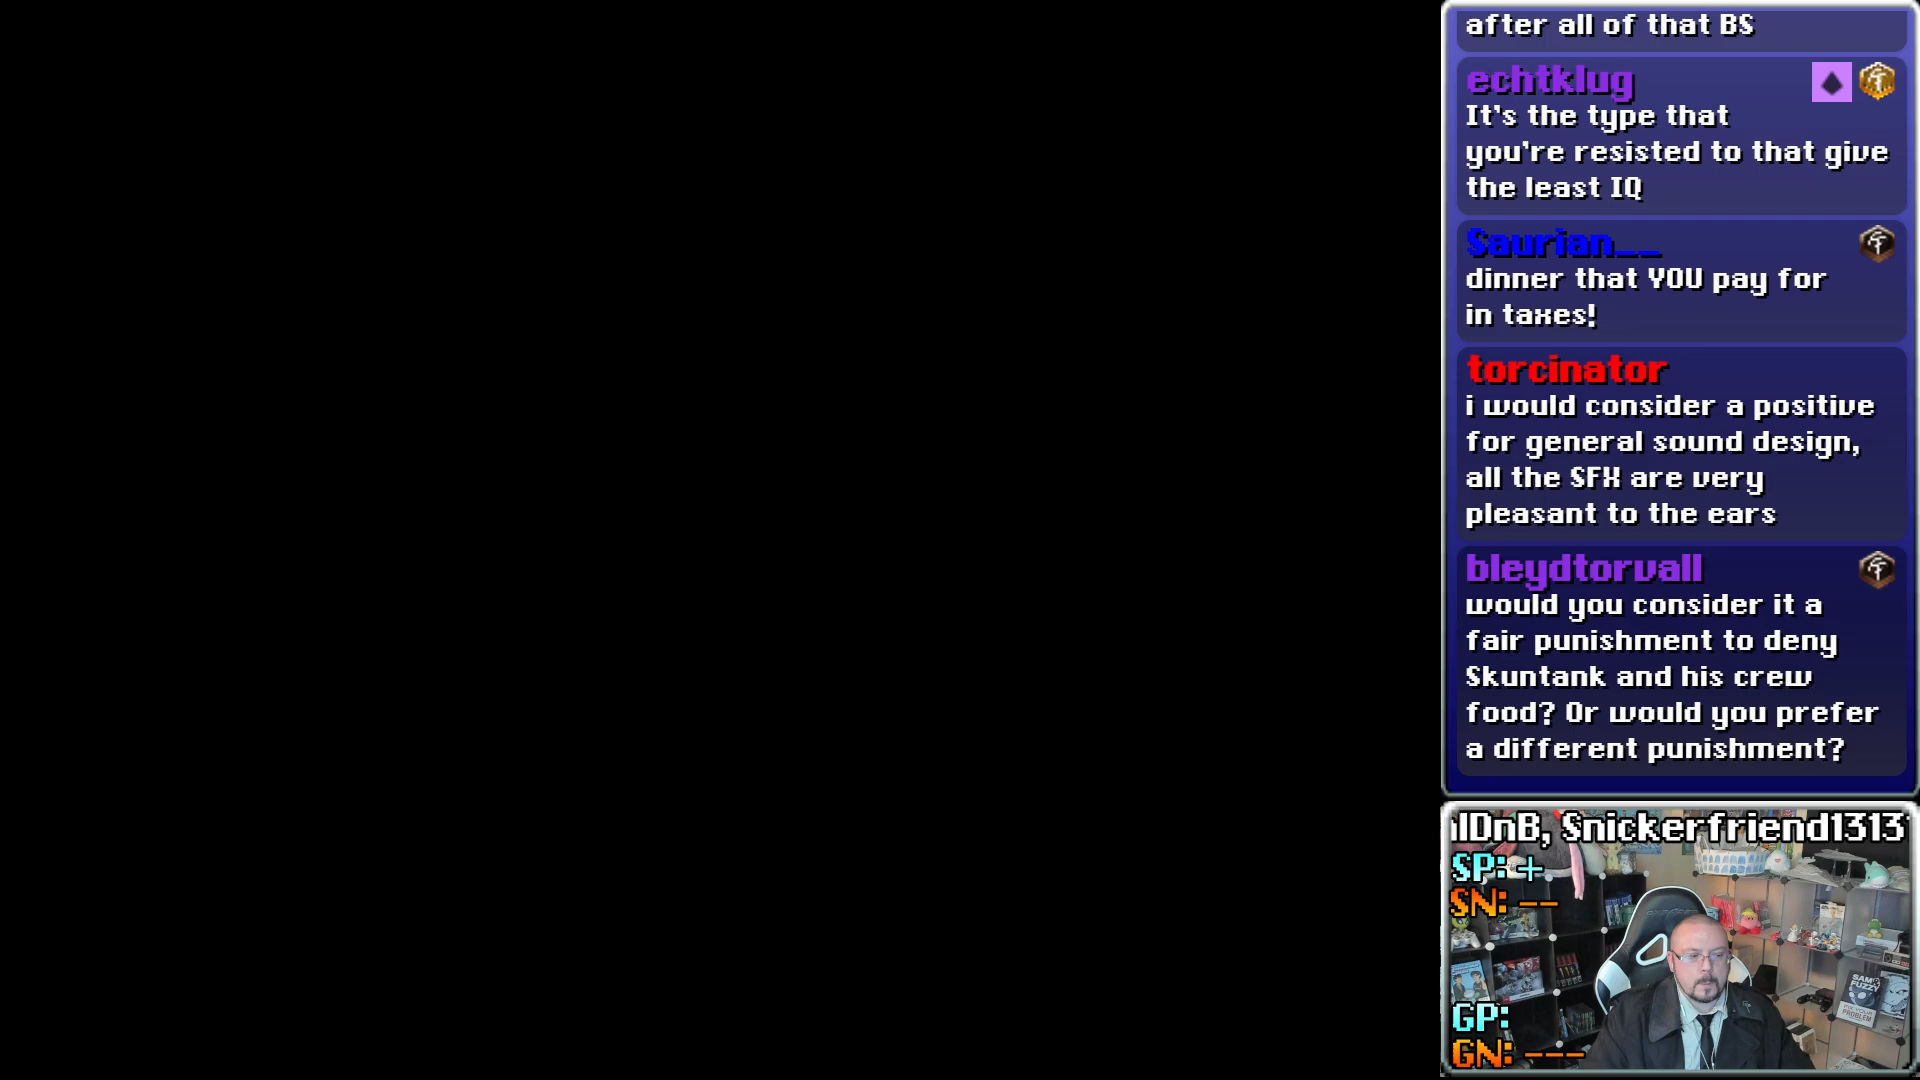 after all of that BS
echtklug
It's the type that
you're resisted to that give
the least IQ
Saurian__
dinner that YOU pay for
in taxes!
torcinator
i would consider a positive
for general sound design,
all the SFX are very
pleasant to the ears
bleydtorvall
would you consider it a
fair punishment to deny
Skuntank and his crew
food? Or would you prefer
a different punishment?
lDnB, Snickerfriend1313
SP: +
SN: --
GP:
GN: ---
SAM
FUZZY
PROBLEM